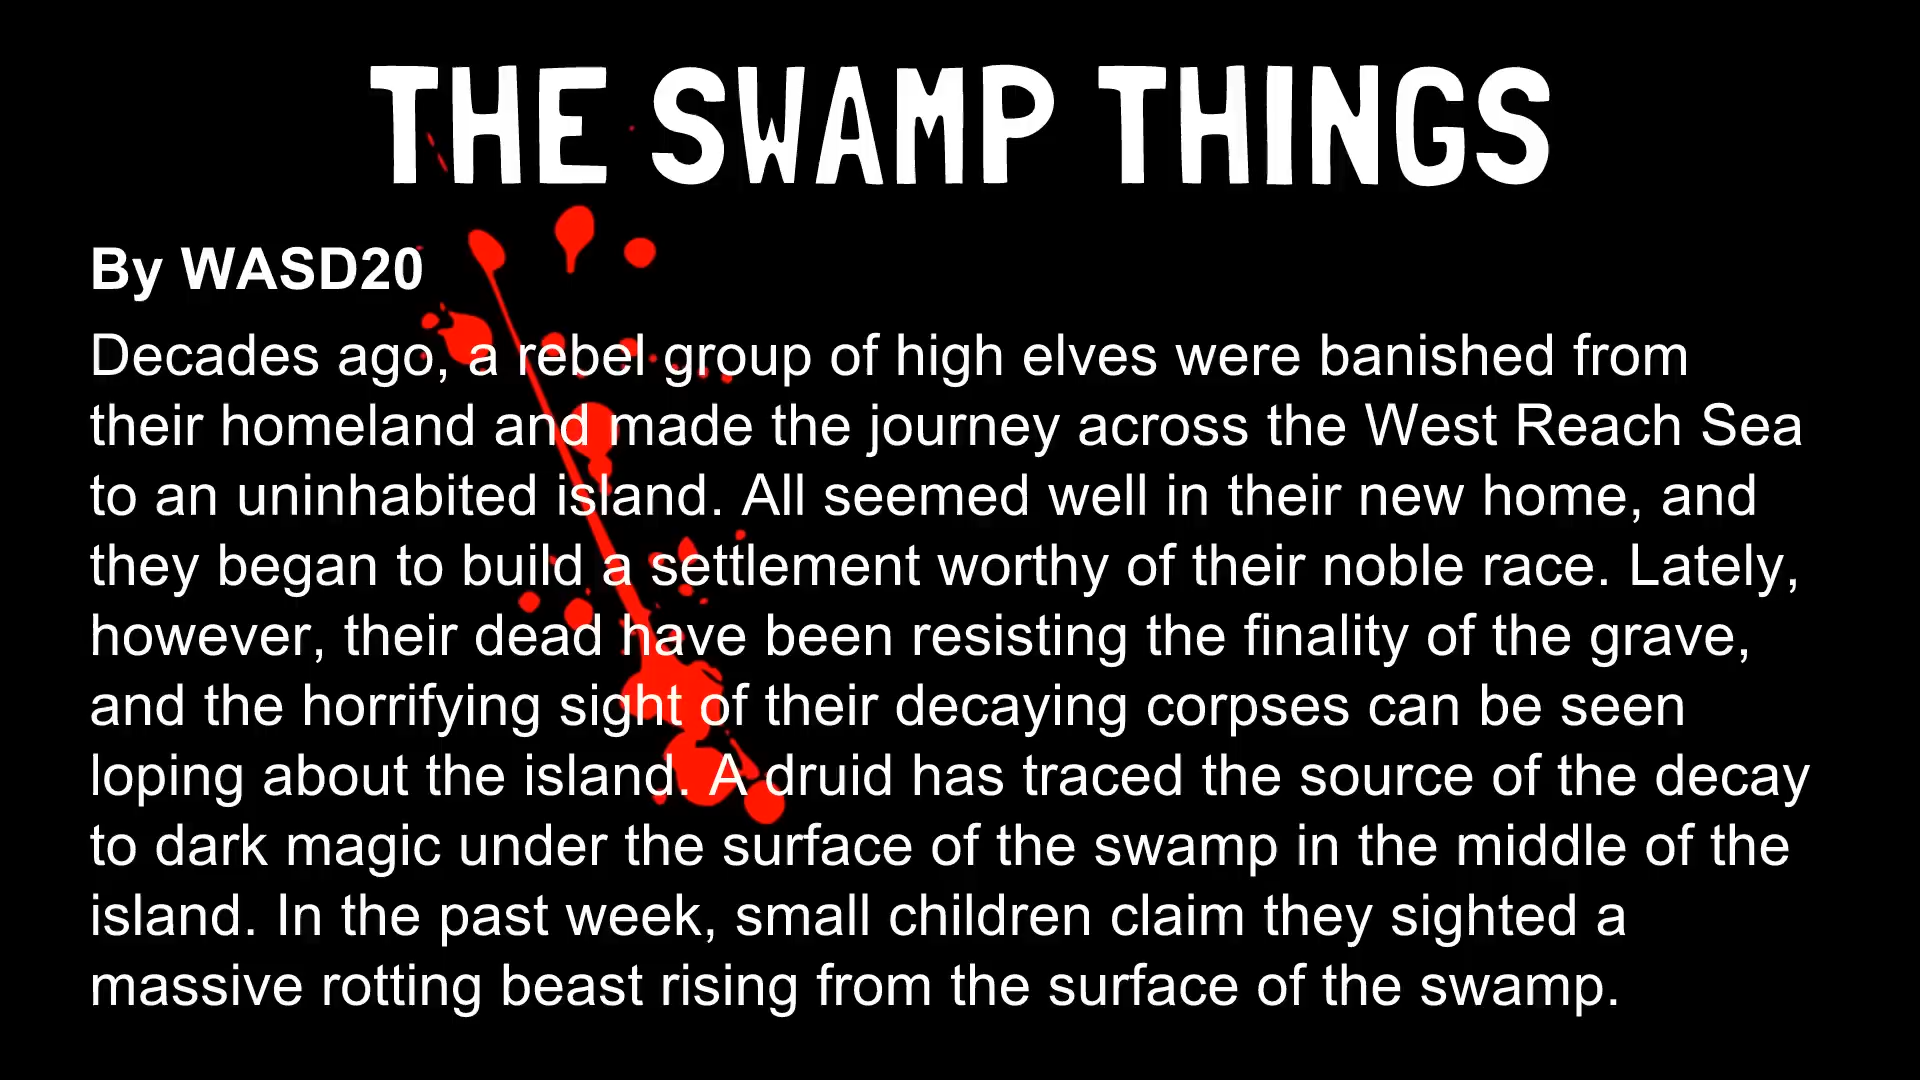 THE SWAMP THINGS
By WASD20
Decades ago, a rebel group of high elves were banished from
their homeland and made the journey across the West Reach Sea
to an uninhabited island. All seemed well in their new home, and
they began to build a settlement worthy of their noble race. Lately,
however, their dead have been resisting the finality of the grave,
and the horrifying sight of their decaying corpses can be seen
loping about the island. A druid has traced the source of the decay
to dark magic under the surface of the swamp in the middle of the
island. In the past week, small children claim they sighted a
massive rotting beast rising from the surface of the swamp.